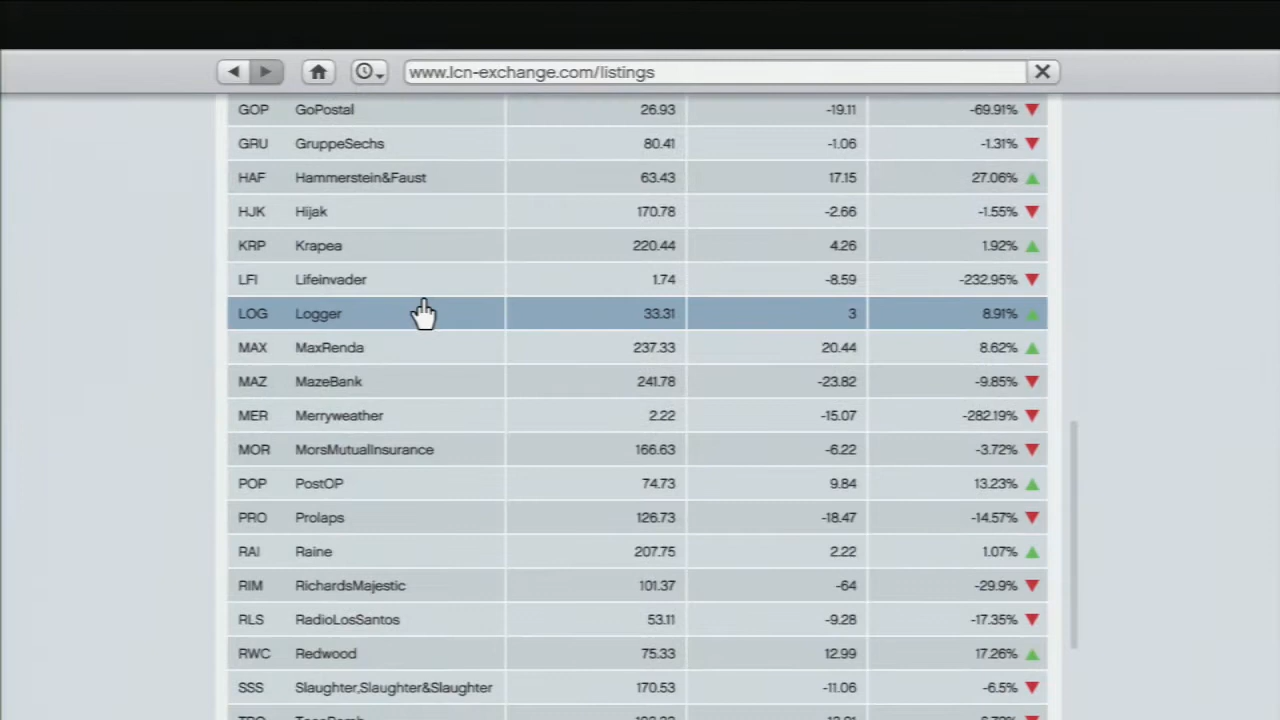 www.lcn-exchange.com/listings
GOP GoPostal 26.93 -19.11 -69.91%
GRU GruppeSechs 80.41 -1.06 -1.31%
HAF Hammerstein&Faust 63.43 17.15 27.06%
HJK Hijak 170.78 -2.66 -1.55%
KRP Krapea 220.44 4.26 1.92%
LFI Lifeinvader 1.74 -8.59 -232.95%
LOG Logger 33.31 3 8.91%
MAX MaxRenda 237.33 20.44 8.62%
MAZ MazeBank 241.78 -23.82 -9.85%
MER Merryweather 2.22 -15.07 -282.19%
MOR MorsMutualInsurance 166.63 -6.22 -3.72%
POP PostOP 74.73 9.84 13.23%
PRO Prolaps 126.73 -18.47 -14.57%
RAI Raine 207.75 2.22 1.07%
RIM RichardsMajestic 101.37 -64 -29.9%
RLS RadioLosSantos 53.11 -9.28 -17.35%
RWC Redwood 75.33 12.99 17.26%
SSS Slaughter,Slaughter&Slaughter 170.53 -11.06 -6.5%